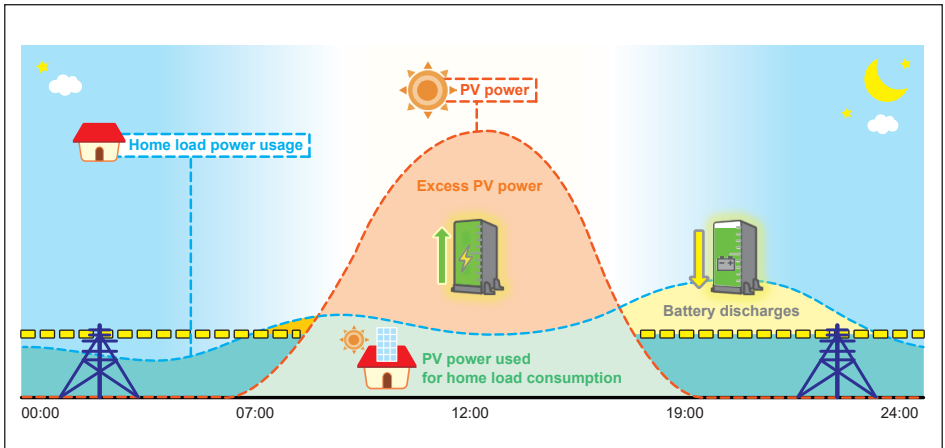 PV power
Home load power usage
Excess PV power
Battery discharges
PV power used
for home load consumption
00:00
07:00
12:00
19:00
24:00